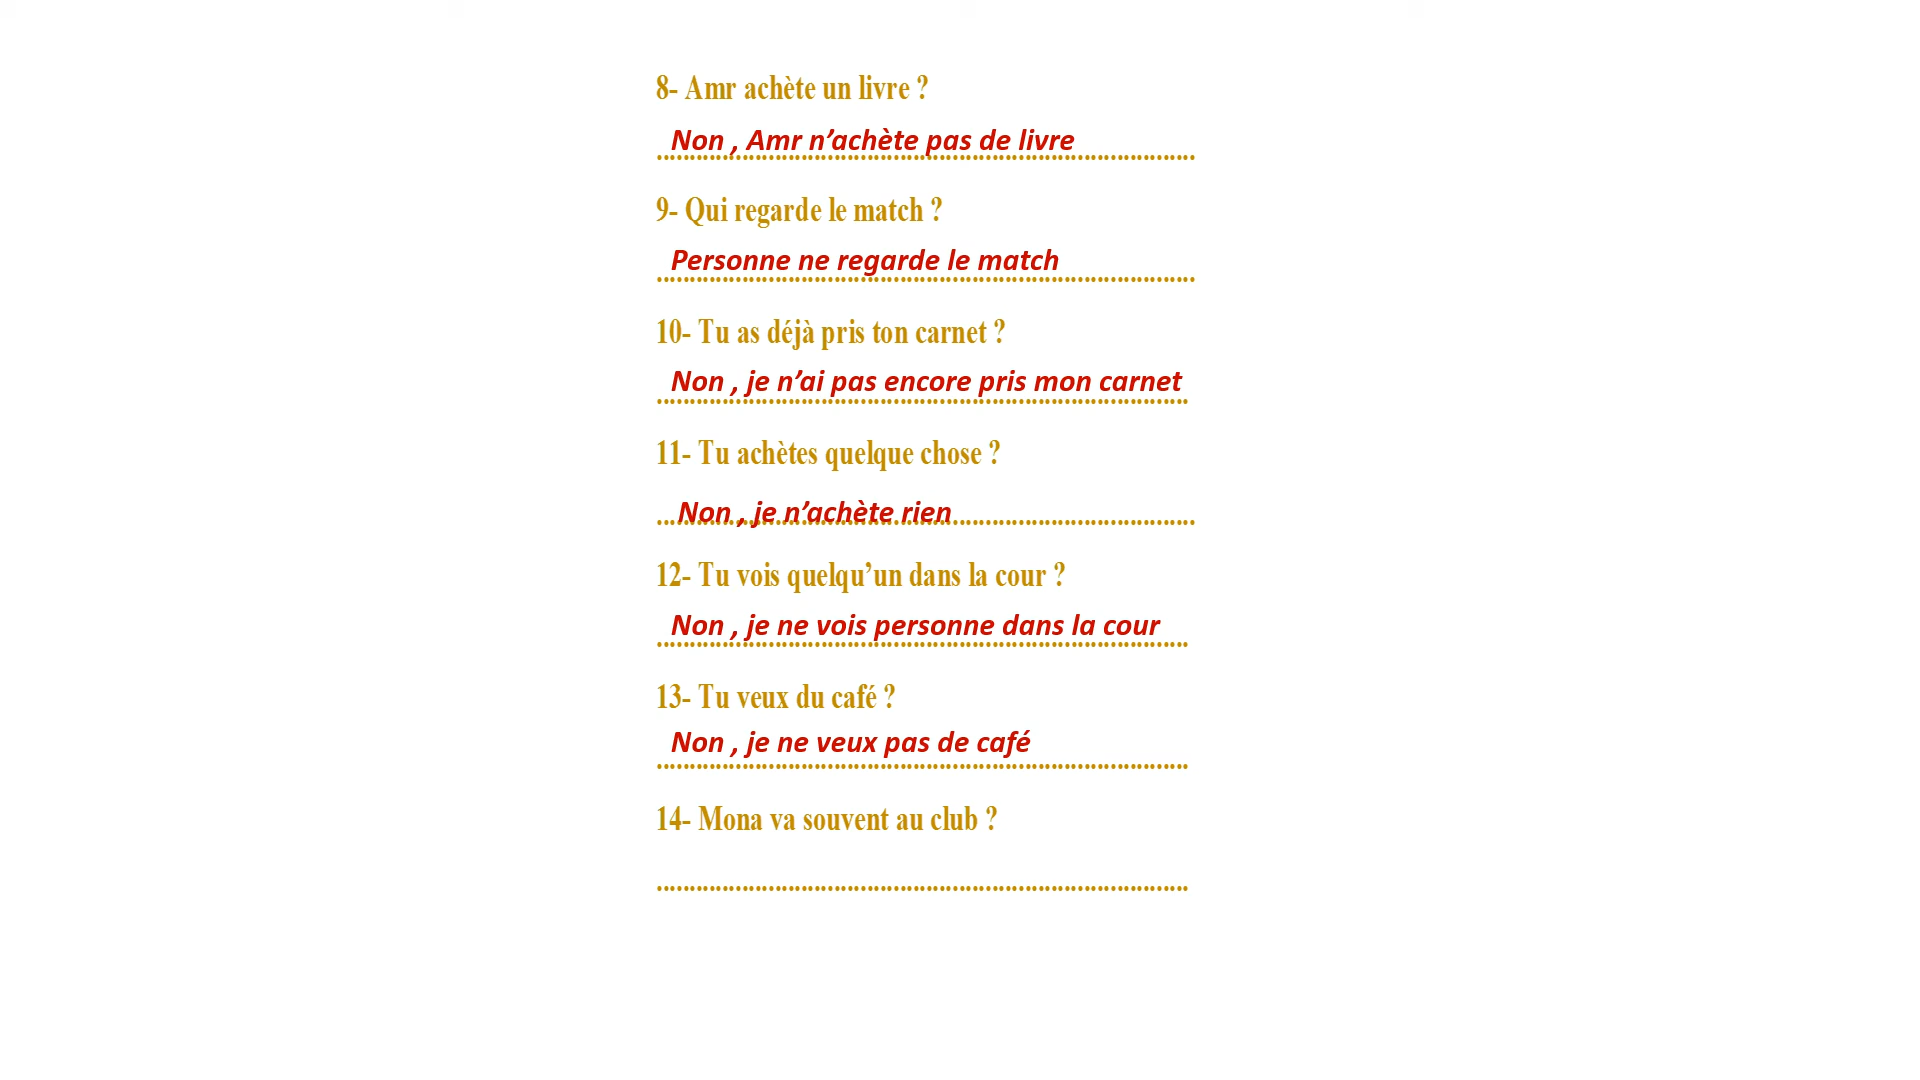 8- Amr achète un livre ?
Non , Amr n’achète pas de livre
9- Qui regarde le match ?
Personne ne regarde le match
10- Tu as déjà pris ton carnet ?
Non , je n’ai pas encore pris mon carnet
11- Tu achètes quelque chose ?
Non , je n’achète rien
12- Tu vois quelqu’un dans la cour ?
Non , je ne vois personne dans la cour
13- Tu veux du café ?
Non , je ne veux pas de café
14- Mona va souvent au club ?